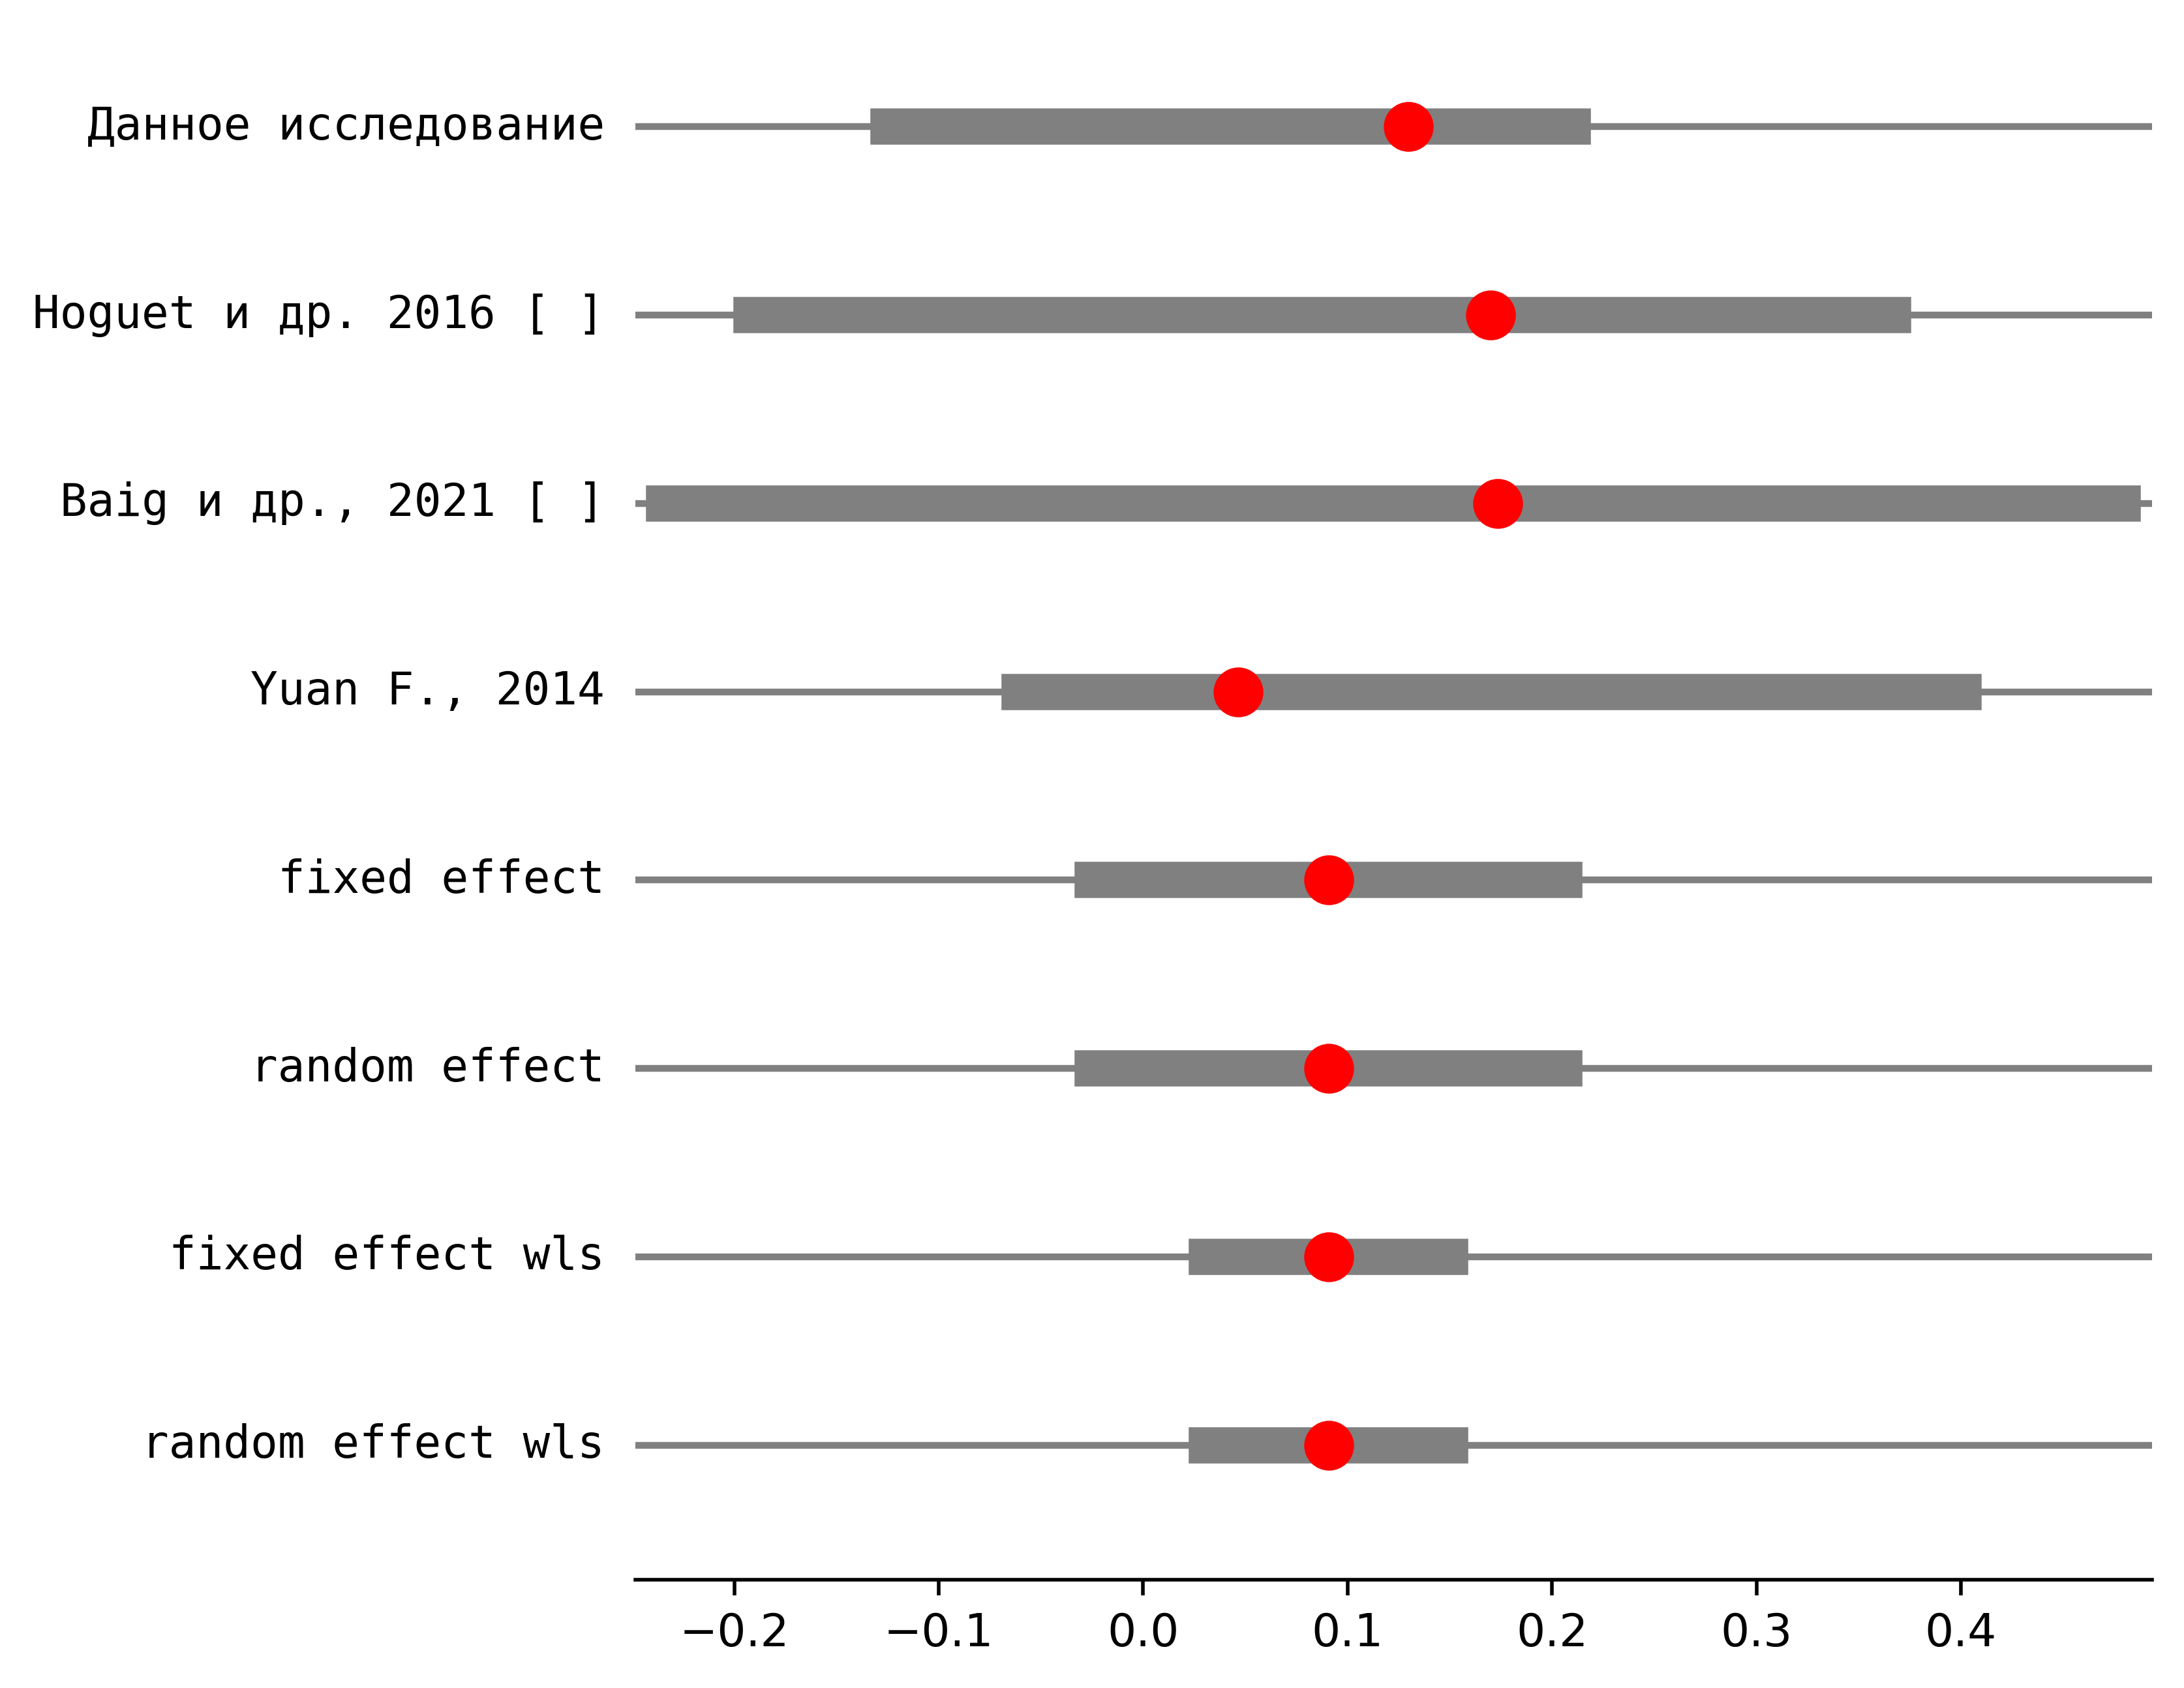 Данное исследование
Hoguet и др. 2016 [ ]
Baig и др., 2021 [ ]
Yuan F., 2014
fixed effect
random effect
fixed effect wls
random effect wls
−0.2 −0.1 0.0 0.1 0.2 0.3 0.4